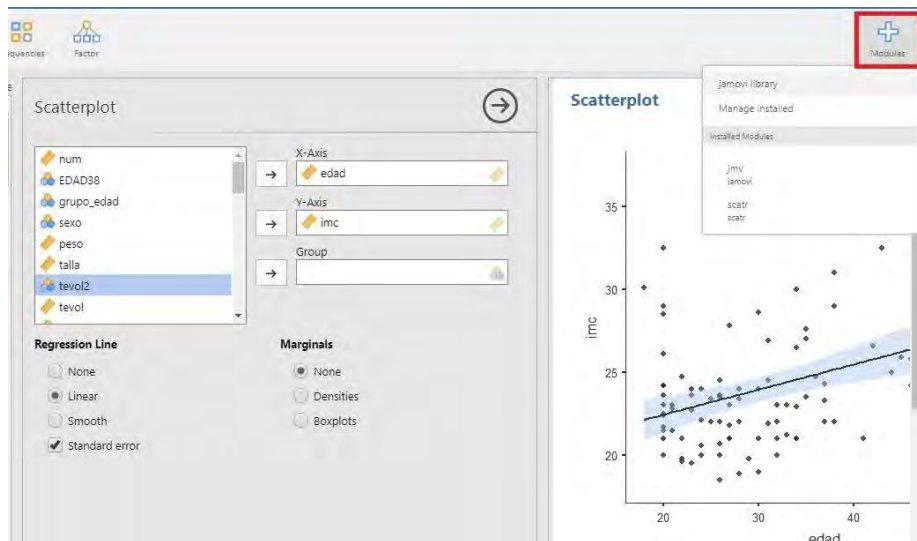 quencies
Factor
Modules
jamovi library
Manage installed
Installed Modules
jmv
jamovi
scatr
scatr
e
Scatterplot
num
EDAD38
grupo_edad
sexo
peso
talla
tevol2
tevol
X-Axis
edad
Y-Axis
imc
Group
Regression Line
None
Linear
Smooth
Standard error
Marginals
None
Densities
Boxplots
Scatterplot
35
30
25
20
imc
20
30
40
edad